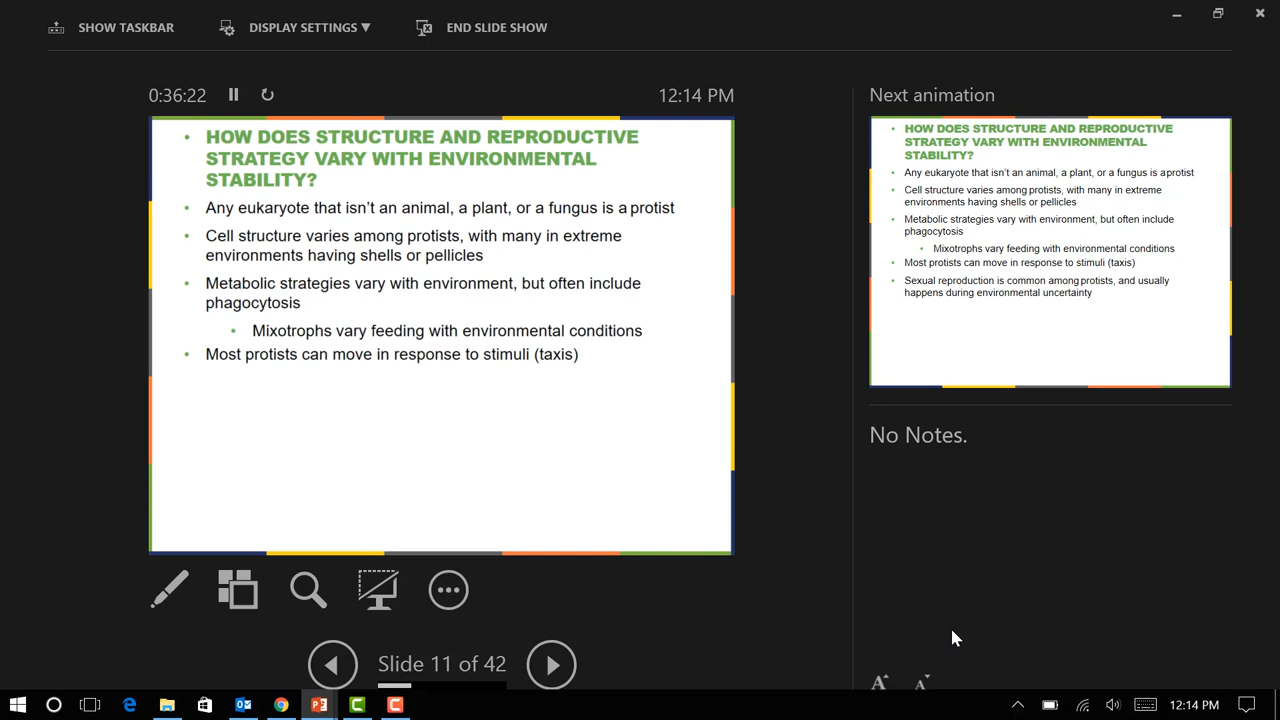 SHOW TASKBAR
DISPLAY SETTINGS ▼
END SLIDE SHOW
0:36:22
12:14 PM
• HOW DOES STRUCTURE AND REPRODUCTIVE
STRATEGY VARY WITH ENVIRONMENTAL
STABILITY?
• Any eukaryote that isn't an animal, a plant, or a fungus is a protist
• Cell structure varies among protists, with many in extreme
environments having shells or pellicles
• Metabolic strategies vary with environment, but often include
phagocytosis
• Mixotrophs vary feeding with environmental conditions
• Most protists can move in response to stimuli (taxis)
Slide 11 of 42
Next animation
• HOW DOES STRUCTURE AND REPRODUCTIVE
STRATEGY VARY WITH ENVIRONMENTAL
STABILITY?
• Any eukaryote that isn't an animal, a plant, or a fungus is a protist
• Cell structure varies among protists, with many in extreme
environments having shells or pellicles
• Metabolic strategies vary with environment, but often include
phagocytosis
• Mixotrophs vary feeding with environmental conditions
• Most protists can move in response to stimuli (taxis)
• Sexual reproduction is common among protists, and usually
happens during environmental uncertainty
No Notes.
A A
12:14 PM